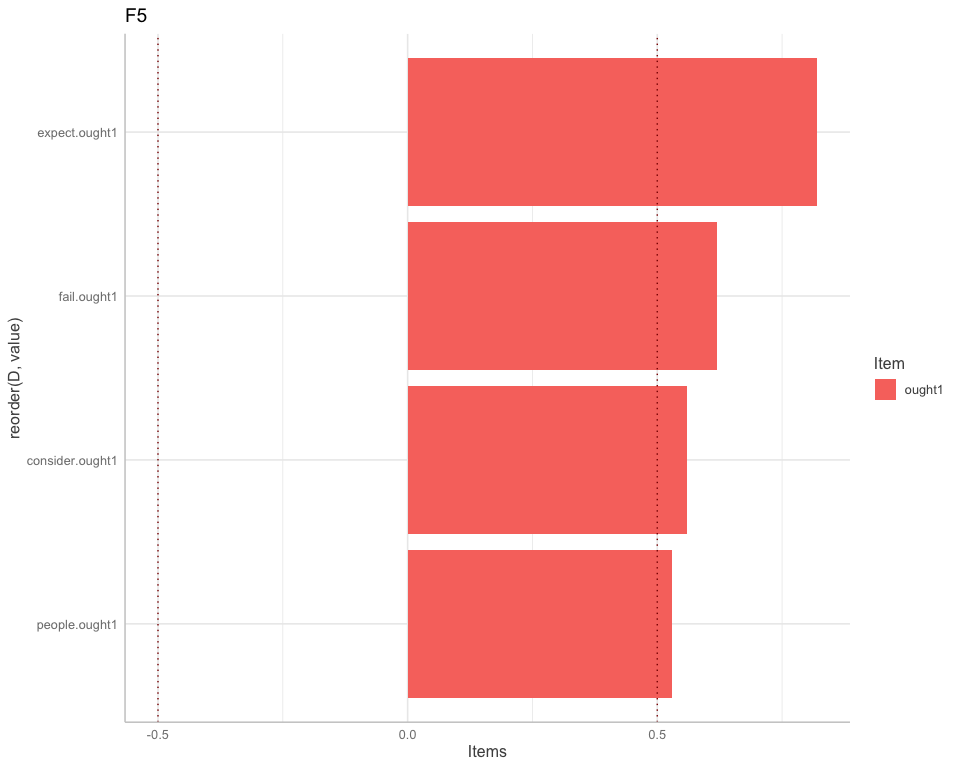 F5
reorder(D, value)
expect.ought1
fail.ought1
consider.ought1
people.ought1
-0.5
0.0
0.5
Items
Item
ought1